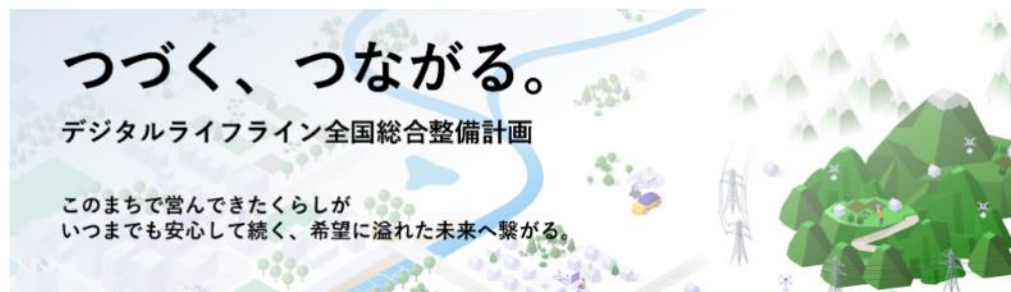 つづく、つながる。
デジタルライフライン全国総合整備計画
このまちで営んできたくらしが
いつまでも安心して続く、希望に溢れた未来へ繋がる。